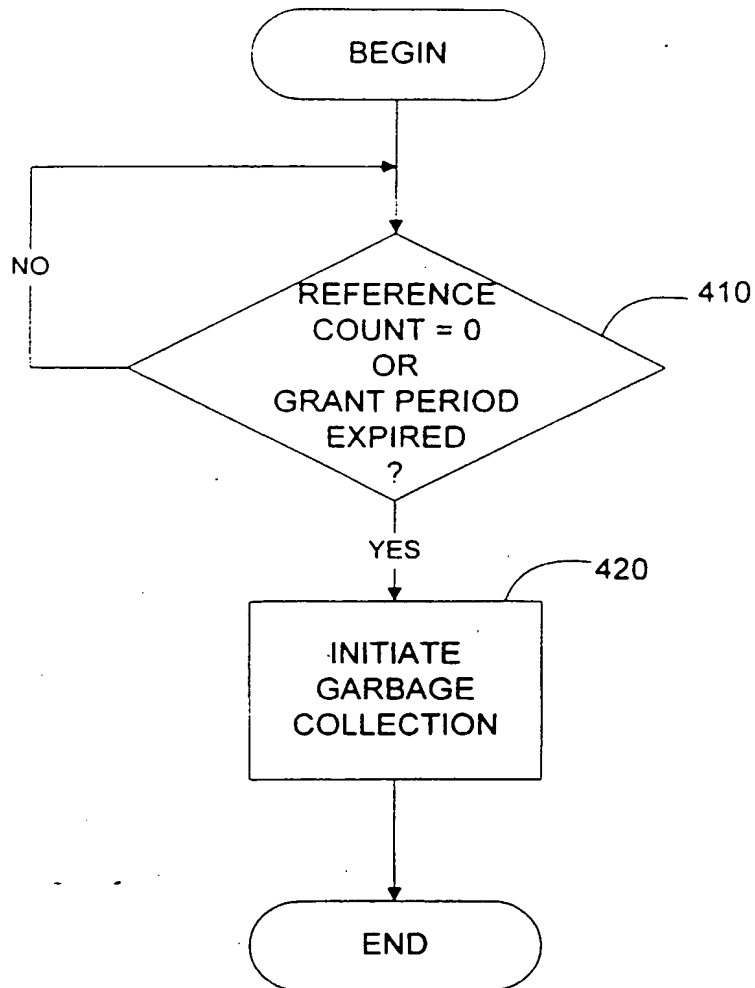 BEGIN
NO
REFERENCE
COUNT = 0
OR
GRANT PERIOD
EXPIRED
?
410
YES
420
INITIATE
GARBAGE
COLLECTION
END